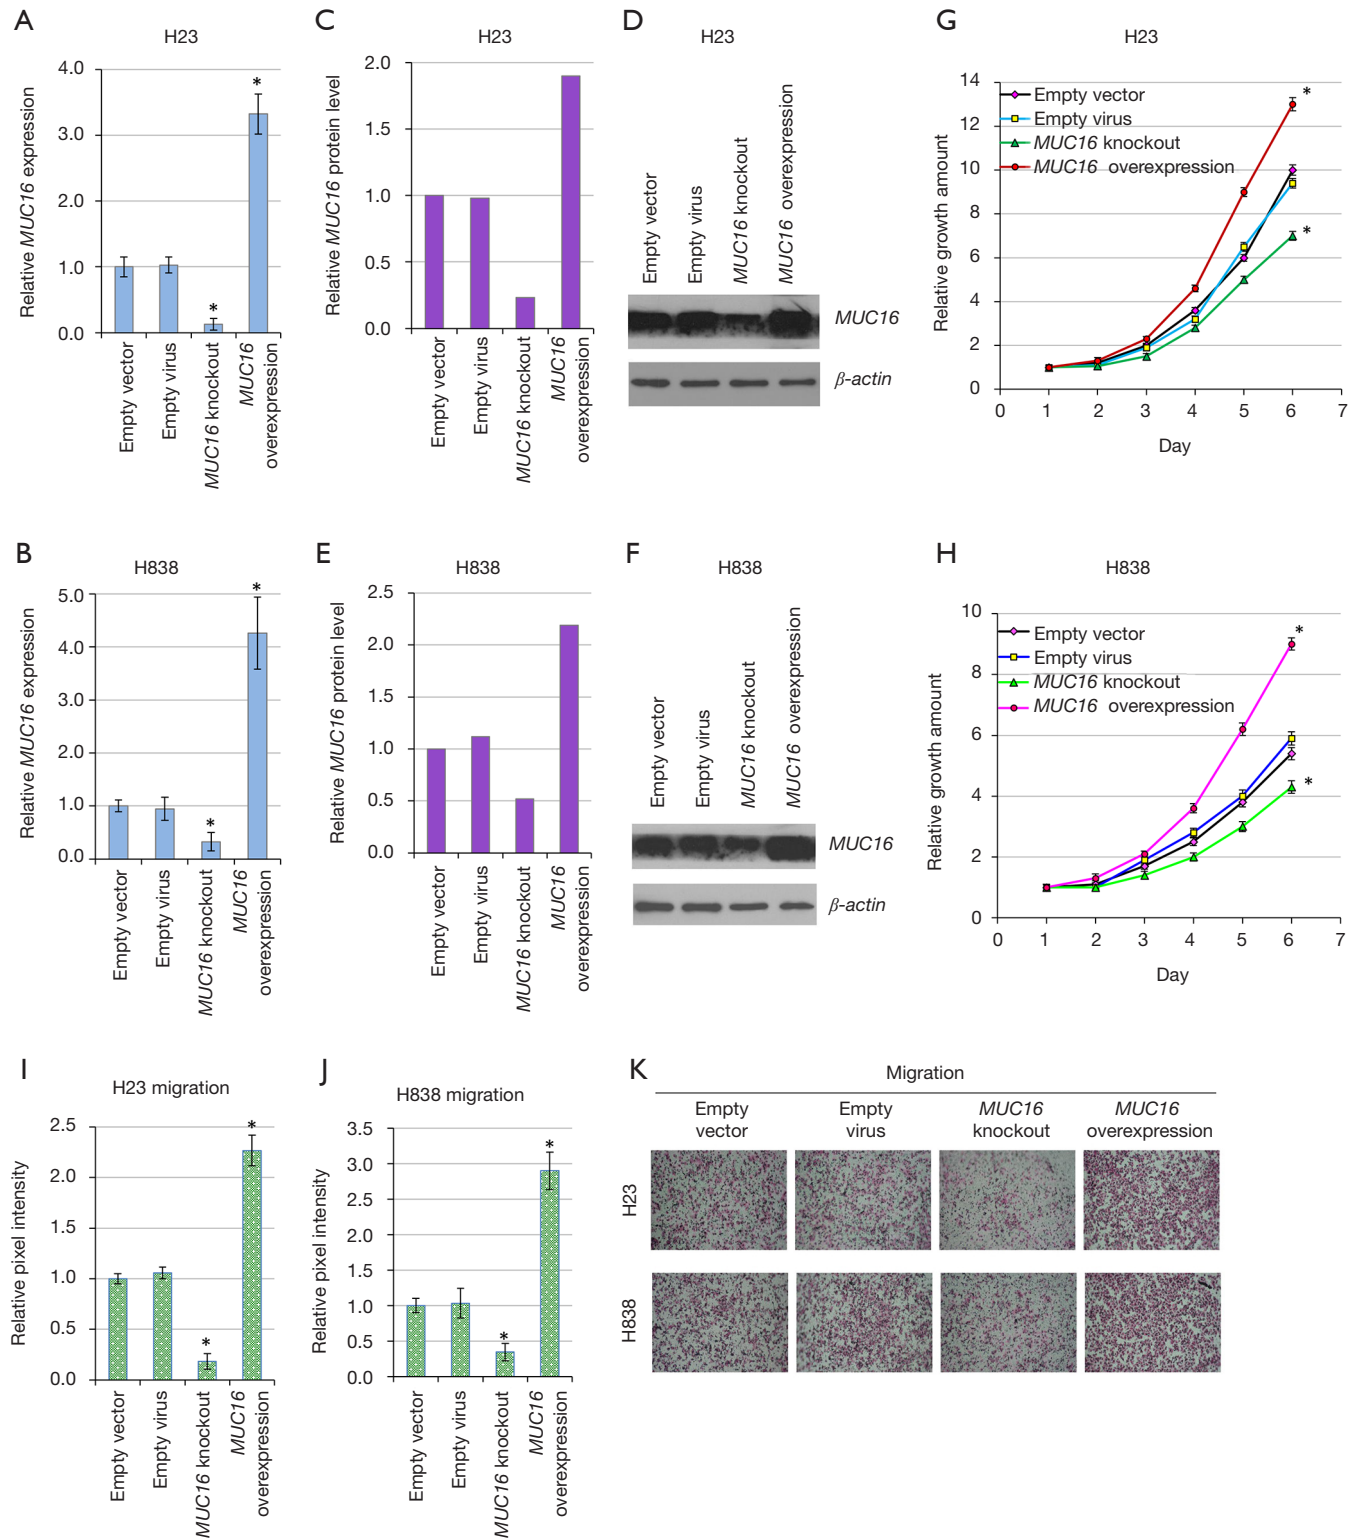 A
H23
Relative MUC16 expression
4.0
3.0
2.0
1.0
0.0
*
*
Empty vector
Empty virus
MUC16 knockout
MUC16
overexpression
C
H23
Relative MUC16 protein level
2.0
1.5
1.0
0.5
0.0
Empty vector
Empty virus
MUC16 knockout
MUC16
overexpression
D
H23
Empty vector
Empty virus
MUC16 knockout
MUC16 overexpression
MUC16
β-actin
G
H23
Relative growth amount
14
12
10
8
6
4
2
0
Empty vector
Empty virus
MUC16 knockout
MUC16 overexpression
*
*
0 1 2 3 4 5 6 7
Day
B
H838
Relative MUC16 expression
5.0
4.0
3.0
2.0
1.0
0.0
*
*
Empty vector
Empty virus
MUC16 knockout
MUC16
overexpression
E
H838
Relative MUC16 protein level
2.5
2.0
1.5
1.0
0.5
0.0
Empty vector
Empty virus
MUC16 knockout
MUC16
overexpression
F
H838
Empty vector
Empty virus
MUC16 knockout
MUC16 overexpression
MUC16
β-actin
H
H838
Relative growth amount
10
8
6
4
2
0
Empty vector
Empty virus
MUC16 knockout
MUC16 overexpression
*
*
0 1 2 3 4 5 6 7
Day
I
H23 migration
Relative pixel intensity
2.5
2.0
1.5
1.0
0.5
0.0
*
*
Empty vector
Empty virus
MUC16 knockout
MUC16
overexpression
J
H838 migration
Relative pixel intensity
3.5
3.0
2.5
2.0
1.5
1.0
0.5
0.0
*
*
Empty vector
Empty virus
MUC16 knockout
MUC16
overexpression
K
Migration
Empty
vector
Empty
virus
MUC16
knockout
MUC16
overexpression
H23
H838